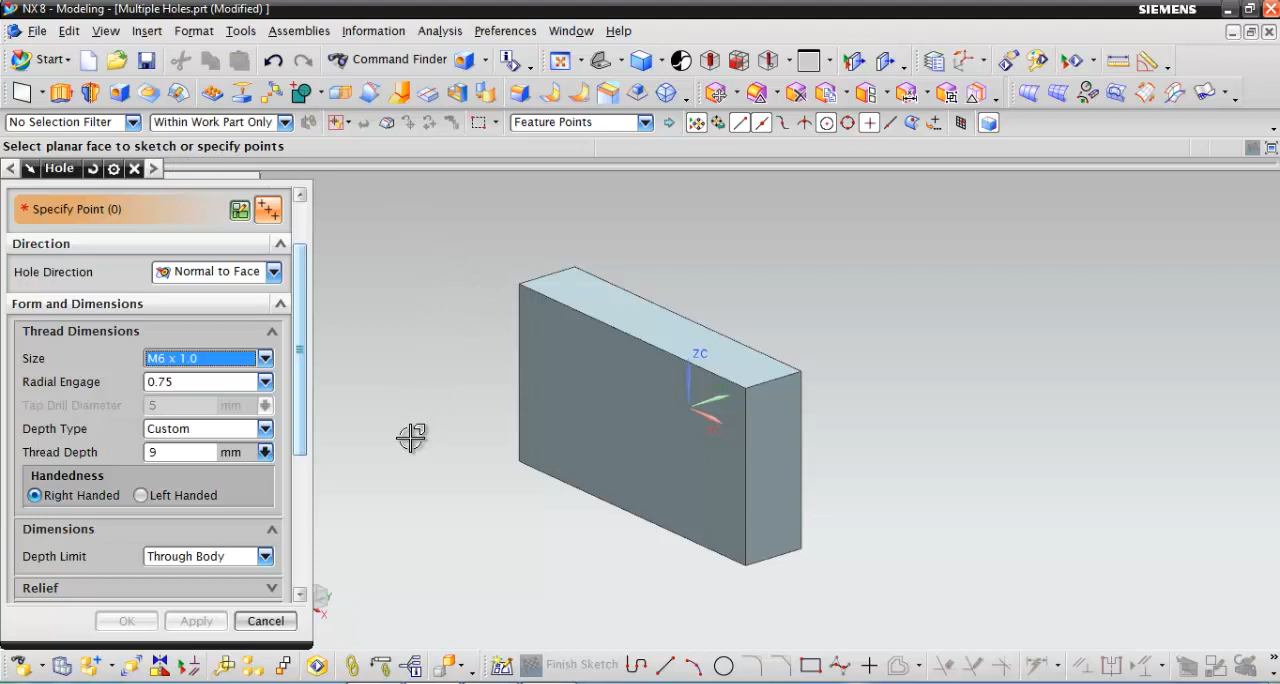 NX 8 - Modeling - [Multiple Holes.prt (Modified) ]
SIEMENS
File Edit View Insert Format Tools Assemblies Information Analysis Preferences Window Help
Start Command Finder
No Selection Filter Within Work Part Only Feature Points
Select planar face to sketch or specify points
Hole
* Specify Point (0)
Direction
Hole Direction Normal to Face
Form and Dimensions
Thread Dimensions
Size M6 x 1.0
Radial Engage 0.75
Tap Drill Diameter 5 mm
Depth Type Custom
Thread Depth 9 mm
Handedness
Right Handed Left Handed
Dimensions
Depth Limit Through Body
Relief
OK Apply Cancel
ZC
X
Finish Sketch